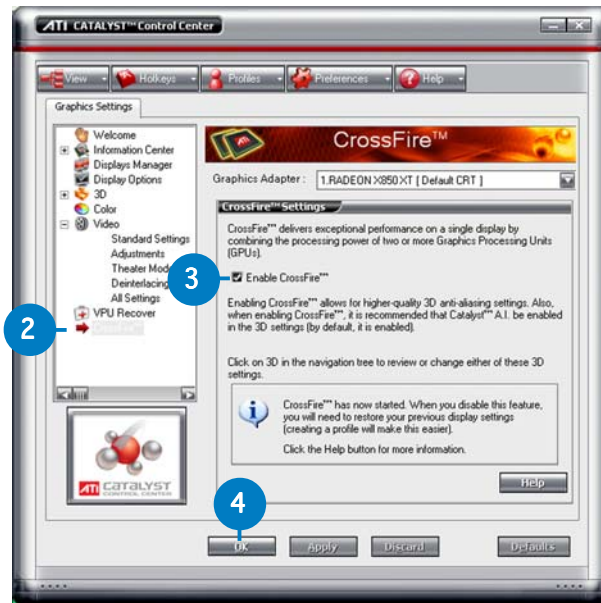 ATI CATALYST™ Control Center
View
Hotkeys
Profiles
Preferences
Help
Graphics Settings
Welcome
Information Center
Displays Manager
Display Options
3D
Color
Video
Standard Settings
Adjustments
Theater Mode
Deinterlacing
All Settings
VPU Recover
CrossFire™
2
CrossFire™
Graphics Adapter :
1.RADEON X850 XT [ Default CRT ]
CrossFire™ Settings
CrossFire™ delivers exceptional performance on a single display by
combining the processing power of two or more Graphics Processing Units
(GPUs).
3
Enable CrossFire™
Enabling CrossFire™ allows for higher-quality 3D anti-aliasing settings. Also,
when enabling CrossFire™, it is recommended that Catalyst™ A.I. be enabled
in the 3D settings (by default, it is enabled).
Click on 3D in the navigation tree to review or change either of these 3D
settings.
CrossFire™ has now started. When you disable this feature,
you will need to restore your previous display settings
(creating a profile will make this easier).
Click the Help button for more information.
Help
ATI CATALYST
CONTROL CENTER
4
OK
Apply
Discard
Defaults